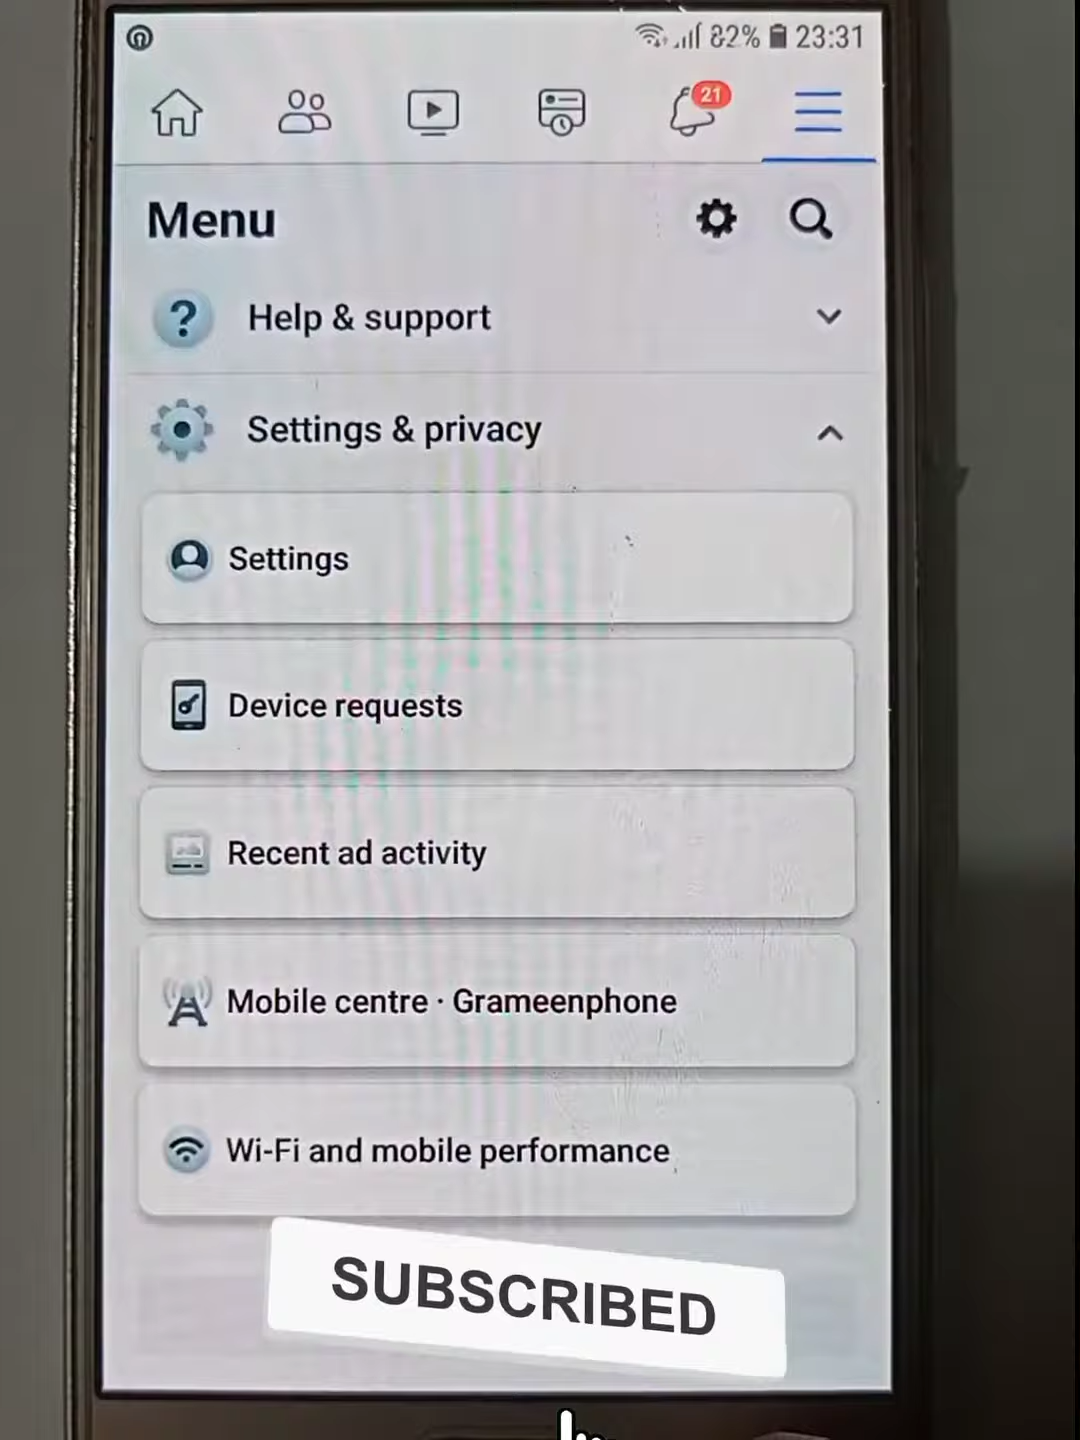 82% 23:31
21
Menu
Help & support
Settings & privacy
Settings
Device requests
Recent ad activity
Mobile centre · Grameenphone
Wi-Fi and mobile performance
SUBSCRIBED